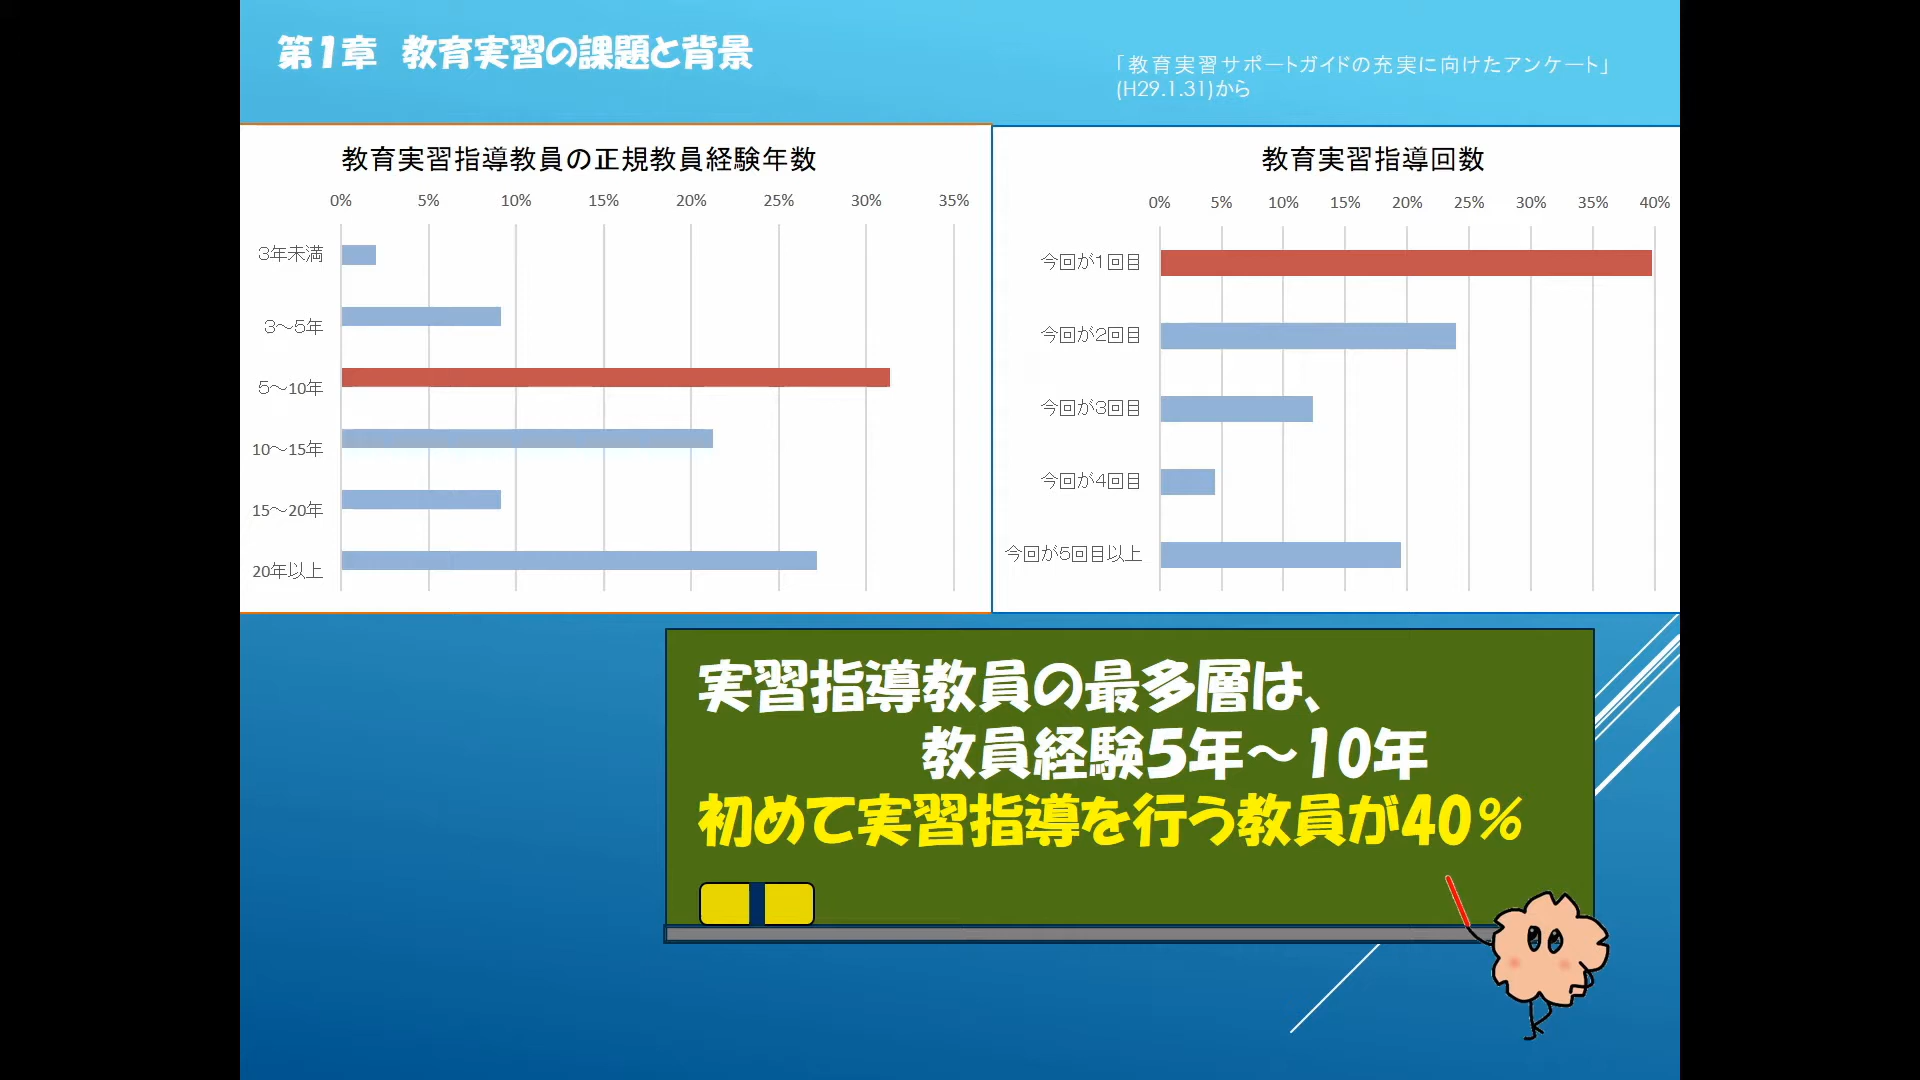 第1章　教育実習の課題と背景
「教育実習サポートガイドの充実に向けたアンケート」
(H29.1.31)から
教育実習指導教員の正規教員経験年数
0% 5% 10% 15% 20% 25% 30% 35%
3年未満
3～5年
5～10年
10～15年
15～20年
20年以上
教育実習指導回数
0% 5% 10% 15% 20% 25% 30% 35% 40%
今回が1回目
今回が2回目
今回が3回目
今回が4回目
今回が5回目以上
実習指導教員の最多層は、
教員経験5年～10年
初めて実習指導を行う教員が40％